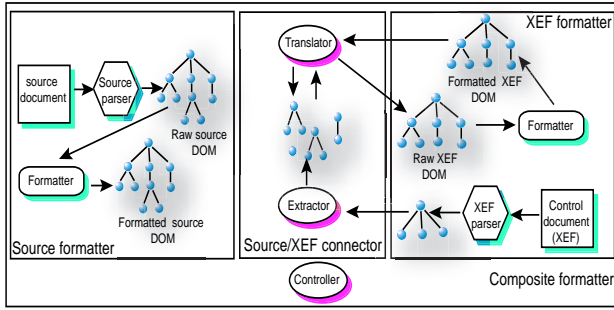 XEF formatter
Translator
source
document
Source
parser
Formatted XEF
DOM
Raw source
DOM
Formatter
Formatter
Raw XEF
DOM
Formatted source
DOM
Extractor
XEF
parser
Control
document
(XEF)
Source formatter
Source/XEF connector
Controller
Composite formatter